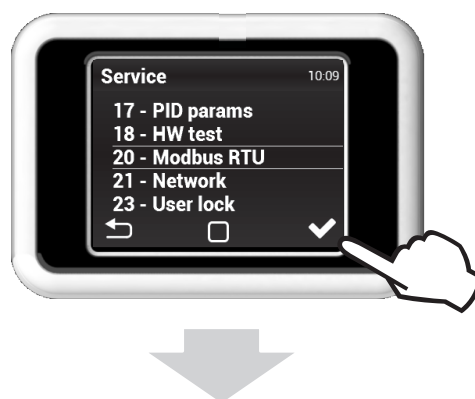 Service 10:09
17 - PID params
18 - HW test
20 - Modbus RTU
21 - Network
23 - User lock